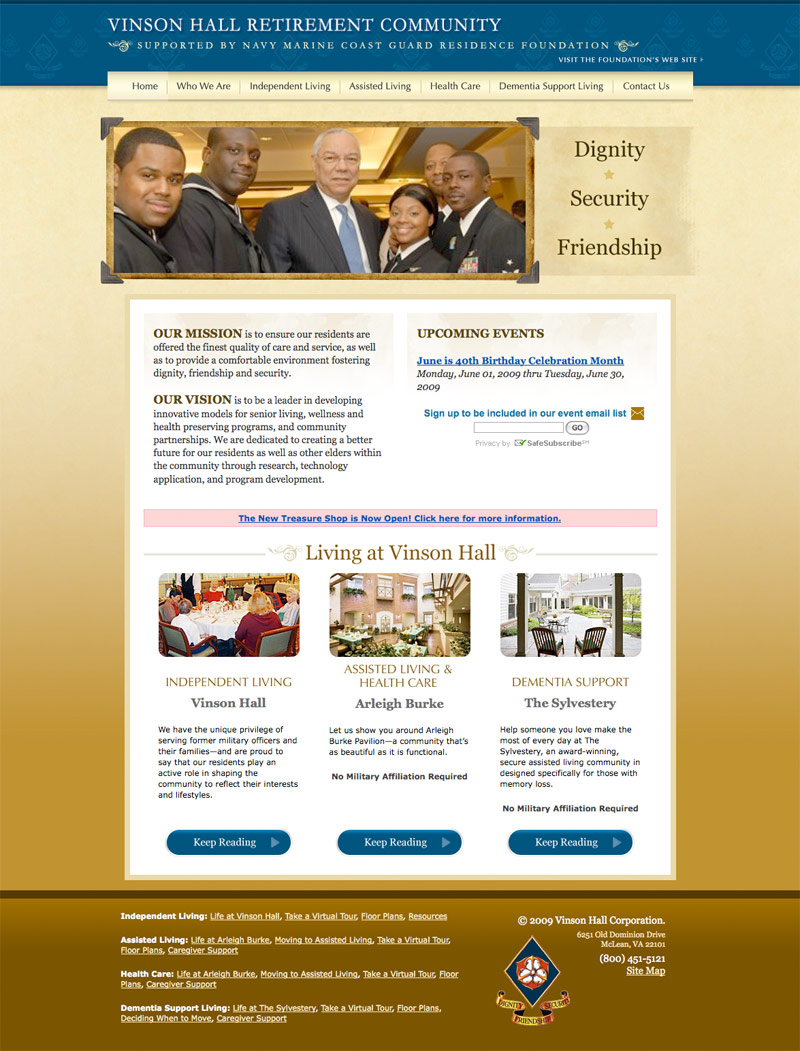 VINSON HALL RETIREMENT COMMUNITY
SUPPORTED BY NAVY MARINE COAST GUARD RESIDENCE FOUNDATION
VISIT THE FOUNDATION'S WEB SITE ›
Home
Who We Are
Independent Living
Assisted Living
Health Care
Dementia Support Living
Contact Us
Dignity
Security
Friendship
OUR MISSION is to ensure our residents are
offered the finest quality of care and service, as well
as to provide a comfortable environment fostering
dignity, friendship and security.
OUR VISION is to be a leader in developing
innovative models for senior living, wellness and
health preserving programs, and community
partnerships. We are dedicated to creating a better
future for our residents as well as other elders within
the community through research, technology
application, and program development.
UPCOMING EVENTS
June is 40th Birthday Celebration Month
Monday, June 01, 2009 thru Tuesday, June 30,
2009
Sign up to be included in our event email list
GO
Privacy by SafeSubscribe℠
The New Treasure Shop is Now Open! Click here for more information.
Living at Vinson Hall
INDEPENDENT LIVING
Vinson Hall
We have the unique privilege of
serving former military officers and
their families—and are proud to
say that our residents play an
active role in shaping the
community to reflect their interests
and lifestyles.
Keep Reading
ASSISTED LIVING &
HEALTH CARE
Arleigh Burke
Let us show you around Arleigh
Burke Pavilion—a community that's
as beautiful as it is functional.
No Military Affiliation Required
Keep Reading
DEMENTIA SUPPORT
The Sylvestery
Help someone you love make the
most of every day at The
Sylvestery, an award-winning,
secure assisted living community in
designed specifically for those with
memory loss.
No Military Affiliation Required
Keep Reading
Independent Living: Life at Vinson Hall, Take a Virtual Tour, Floor Plans, Resources
Assisted Living: Life at Arleigh Burke, Moving to Assisted Living, Take a Virtual Tour,
Floor Plans, Caregiver Support
Health Care: Life at Arleigh Burke, Moving to Assisted Living, Take a Virtual Tour, Floor
Plans, Caregiver Support
Dementia Support Living: Life at The Sylvestery, Take a Virtual Tour, Floor Plans,
Deciding When to Move, Caregiver Support
© 2009 Vinson Hall Corporation.
6251 Old Dominion Drive
McLean, VA 22101
(800) 451-5121
Site Map
DIGNITY
SECURITY
FRIENDSHIP